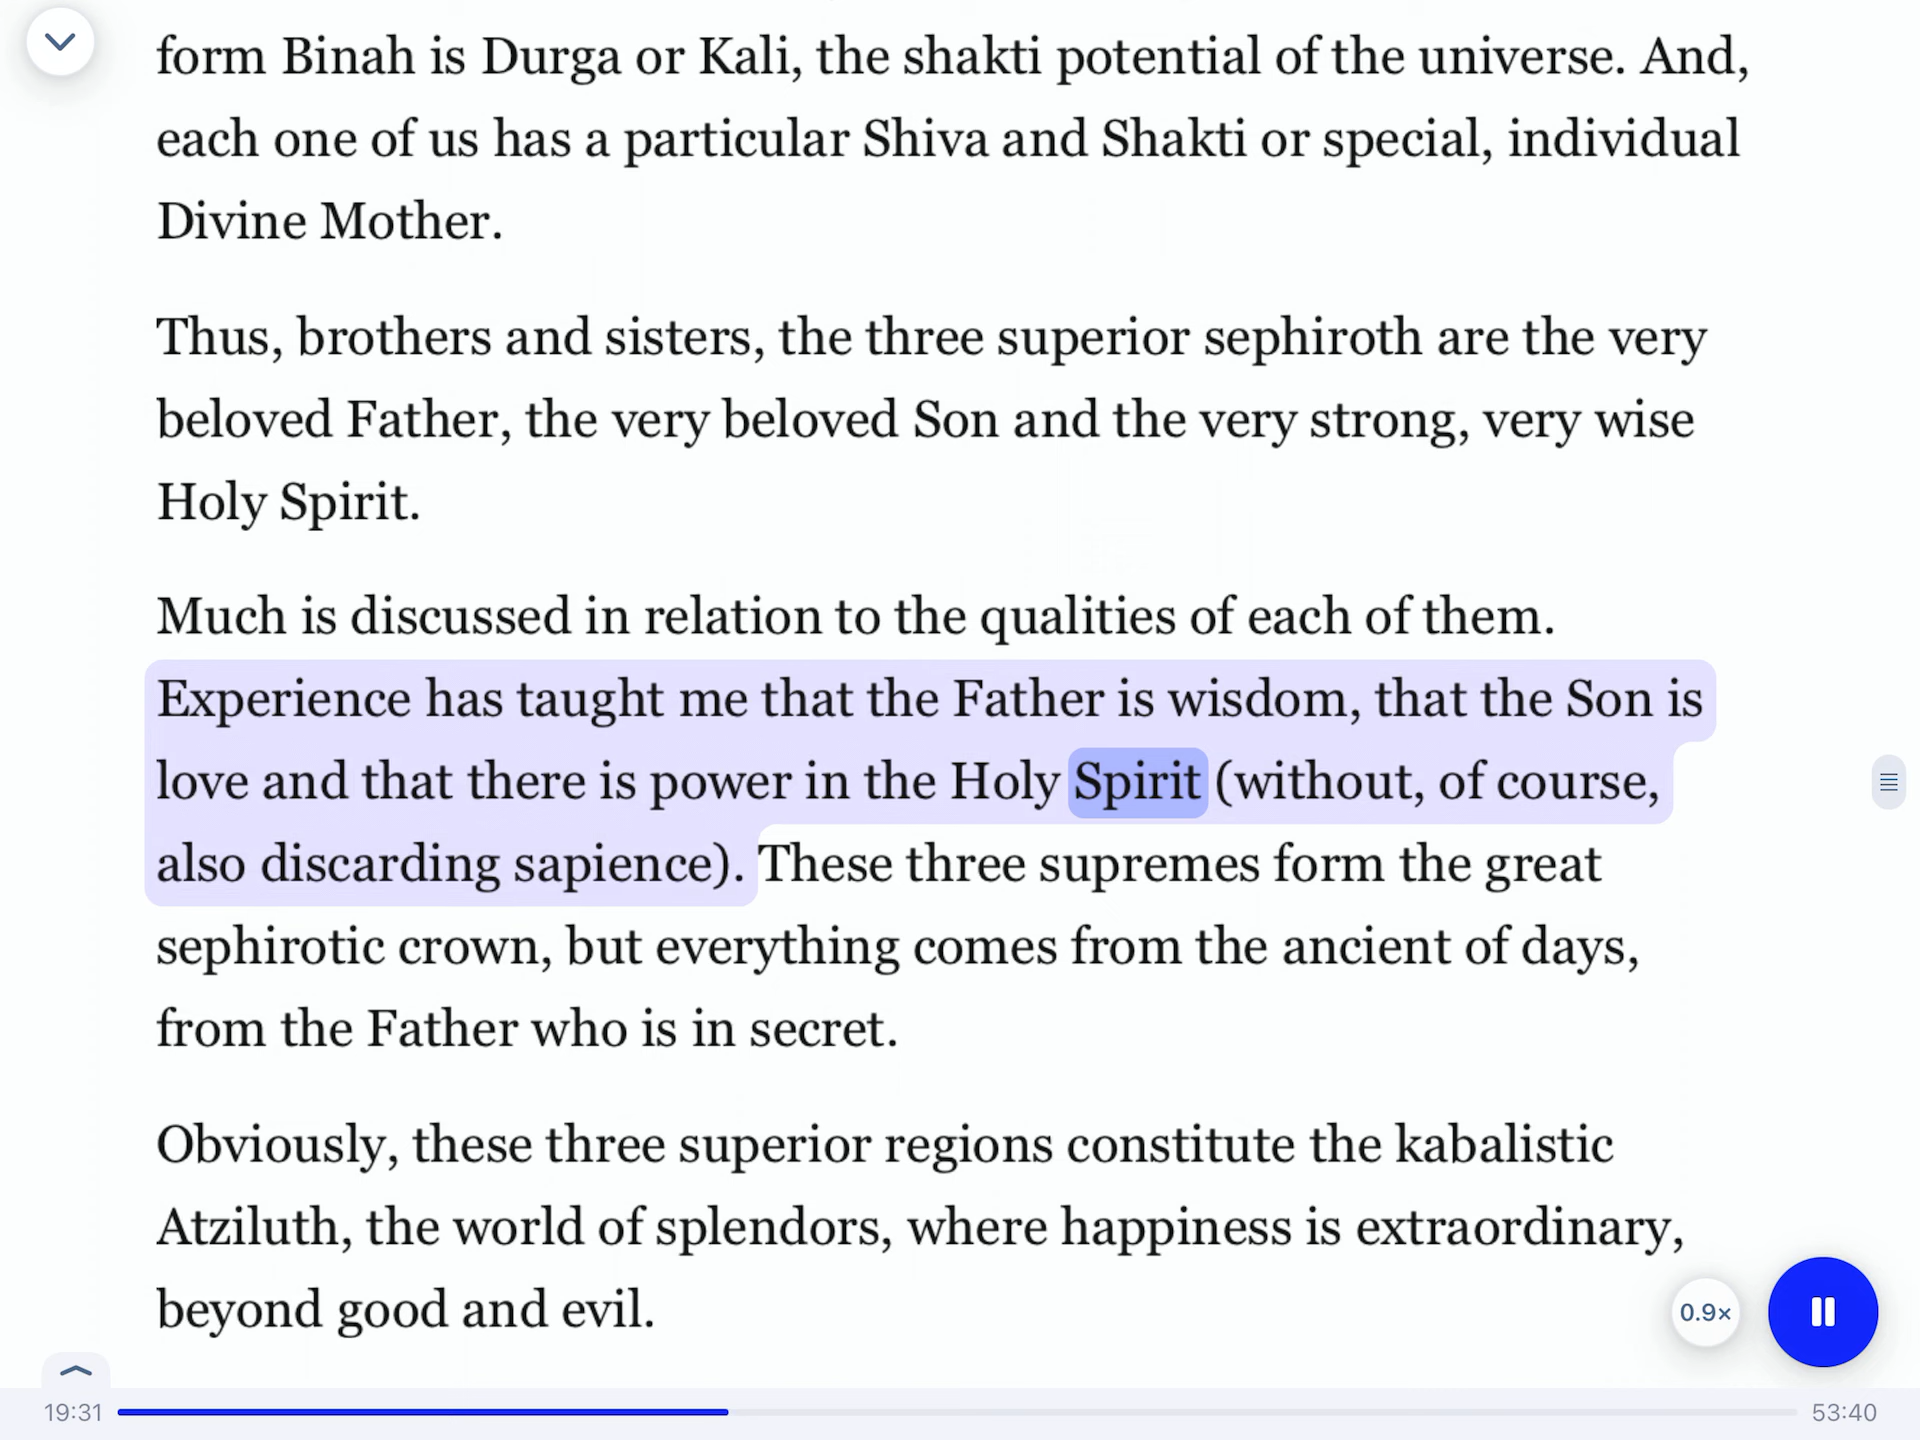 form Binah is Durga or Kali, the shakti potential of the universe. And,
each one of us has a particular Shiva and Shakti or special, individual
Divine Mother.
Thus, brothers and sisters, the three superior sephiroth are the very
beloved Father, the very beloved Son and the very strong, very wise
Holy Spirit.
Much is discussed in relation to the qualities of each of them.
Experience has taught me that the Father is wisdom, that the Son is
love and that there is power in the Holy Spirit (without, of course,
also discarding sapience). These three supremes form the great
sephirotic crown, but everything comes from the ancient of days,
from the Father who is in secret.
Obviously, these three superior regions constitute the kabalistic
Atziluth, the world of splendors, where happiness is extraordinary,
beyond good and evil.
0.9×
19:31
53:40